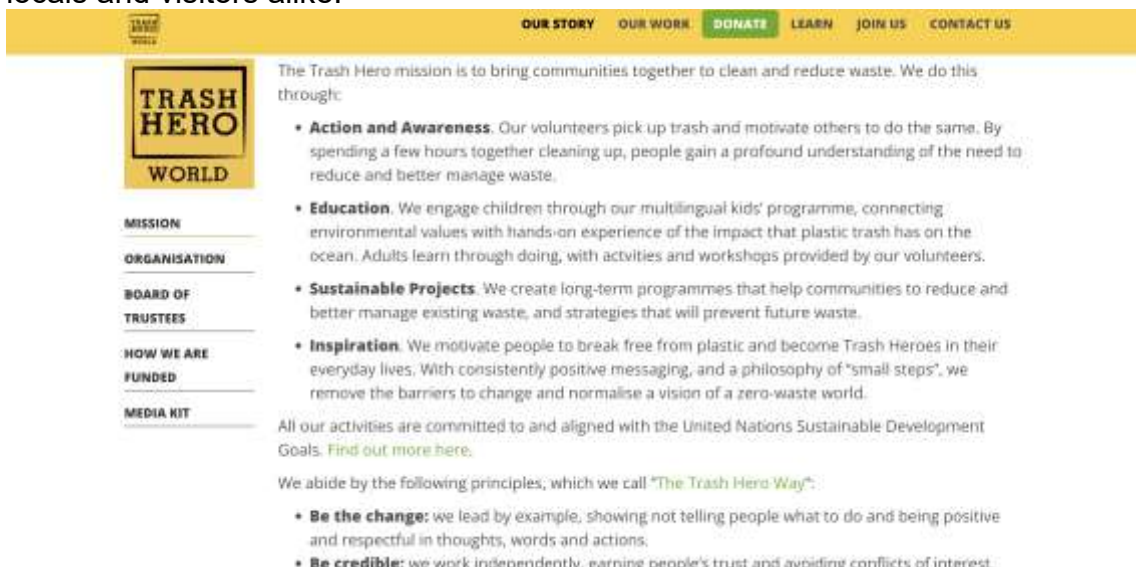 locals and visitors alike.
TRASH HERO WORLD
OUR STORY OUR WORK DONATE LEARN JOIN US CONTACT US
TRASH
HERO
WORLD
MISSION
ORGANISATION
BOARD OF
TRUSTEES
HOW WE ARE
FUNDED
MEDIA KIT
The Trash Hero mission is to bring communities together to clean and reduce waste. We do this
through:
• Action and Awareness. Our volunteers pick up trash and motivate others to do the same. By
spending a few hours together cleaning up, people gain a profound understanding of the need to
reduce and better manage waste.
• Education. We engage children through our multilingual kids' programme, connecting
environmental values with hands-on experience of the impact that plastic trash has on the
ocean. Adults learn through doing, with actvities and workshops provided by our volunteers.
• Sustainable Projects. We create long-term programmes that help communities to reduce and
better manage existing waste, and strategies that will prevent future waste.
• Inspiration. We motivate people to break free from plastic and become Trash Heroes in their
everyday lives. With consistently positive messaging, and a philosophy of "small steps", we
remove the barriers to change and normalise a vision of a zero-waste world.
All our activities are committed to and aligned with the United Nations Sustainable Development
Goals. Find out more here.
We abide by the following principles, which we call "The Trash Hero Way":
• Be the change: we lead by example, showing not telling people what to do and being positive
and respectful in thoughts, words and actions.
• Be credible: we work independently, earning people's trust and avoiding conflicts of interest